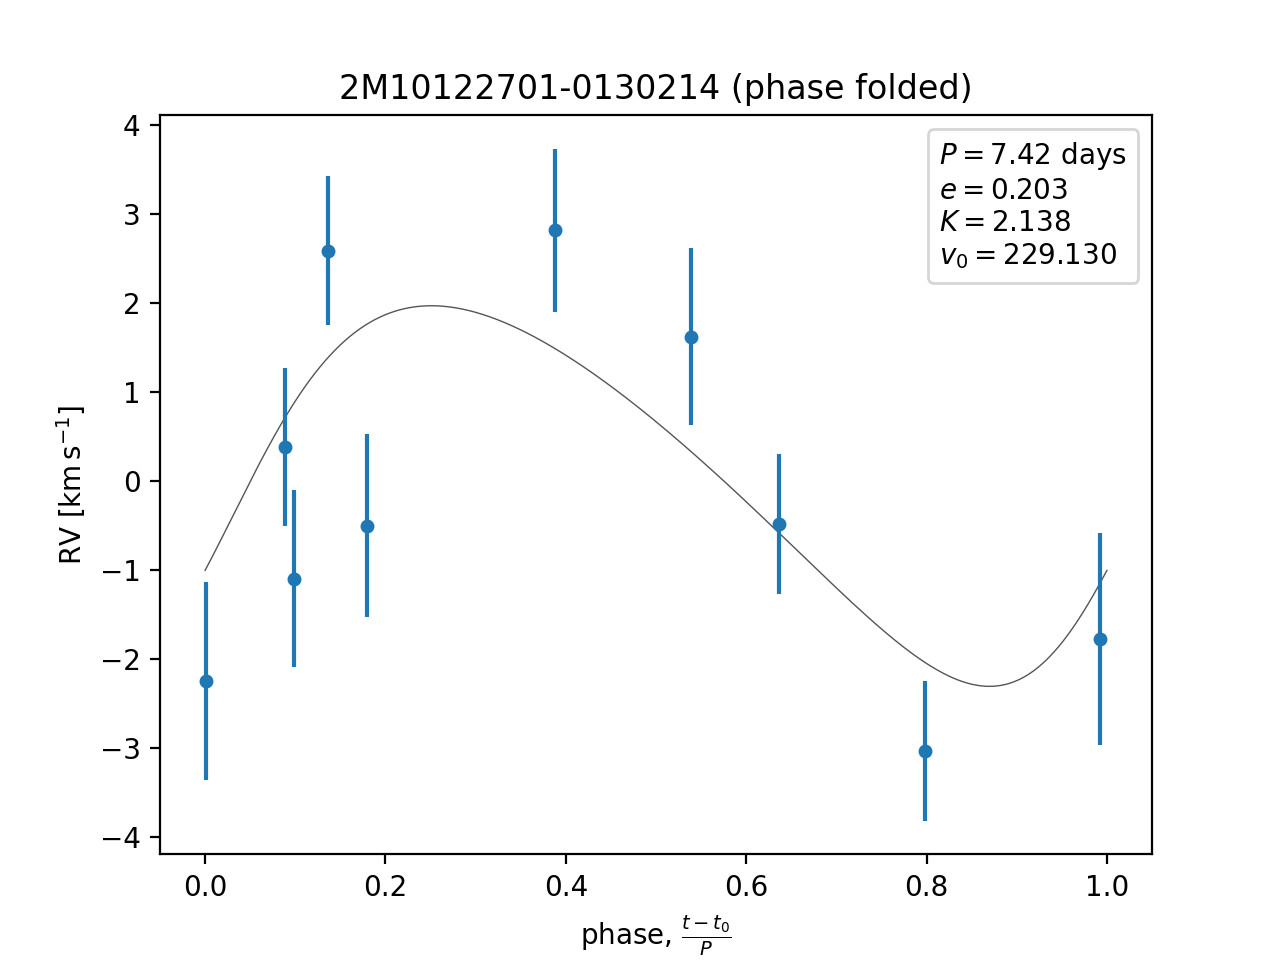 2M10122701-0130214 (phase folded)
P = 7.42 days
e = 0.203
K = 2.138
v₀ = 229.130
RV [km s⁻¹]
4
3
2
1
0
−1
−2
−3
−4
0.0 0.2 0.4 0.6 0.8 1.0
phase, (t − t₀)/P